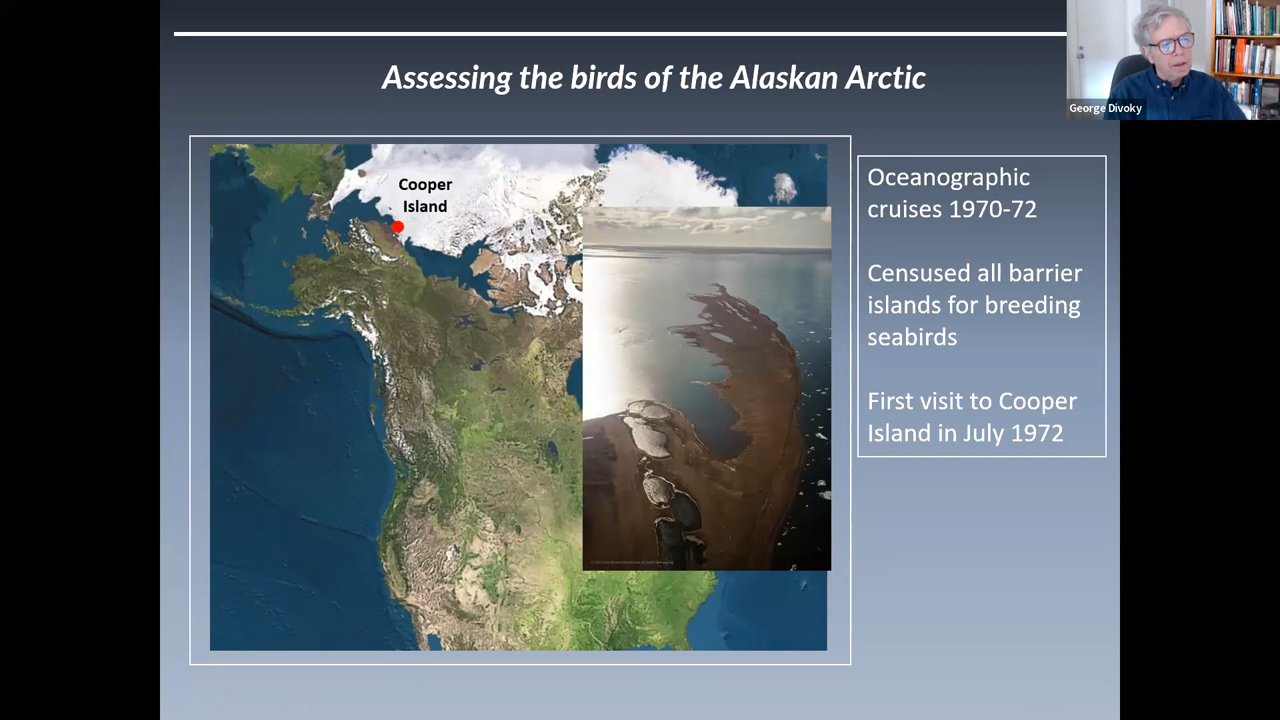 Assessing the birds of the Alaskan Arctic
George Divoky
Cooper
Island
Oceanographic
cruises 1970-72
Censused all barrier
islands for breeding
seabirds
First visit to Cooper
Island in July 1972